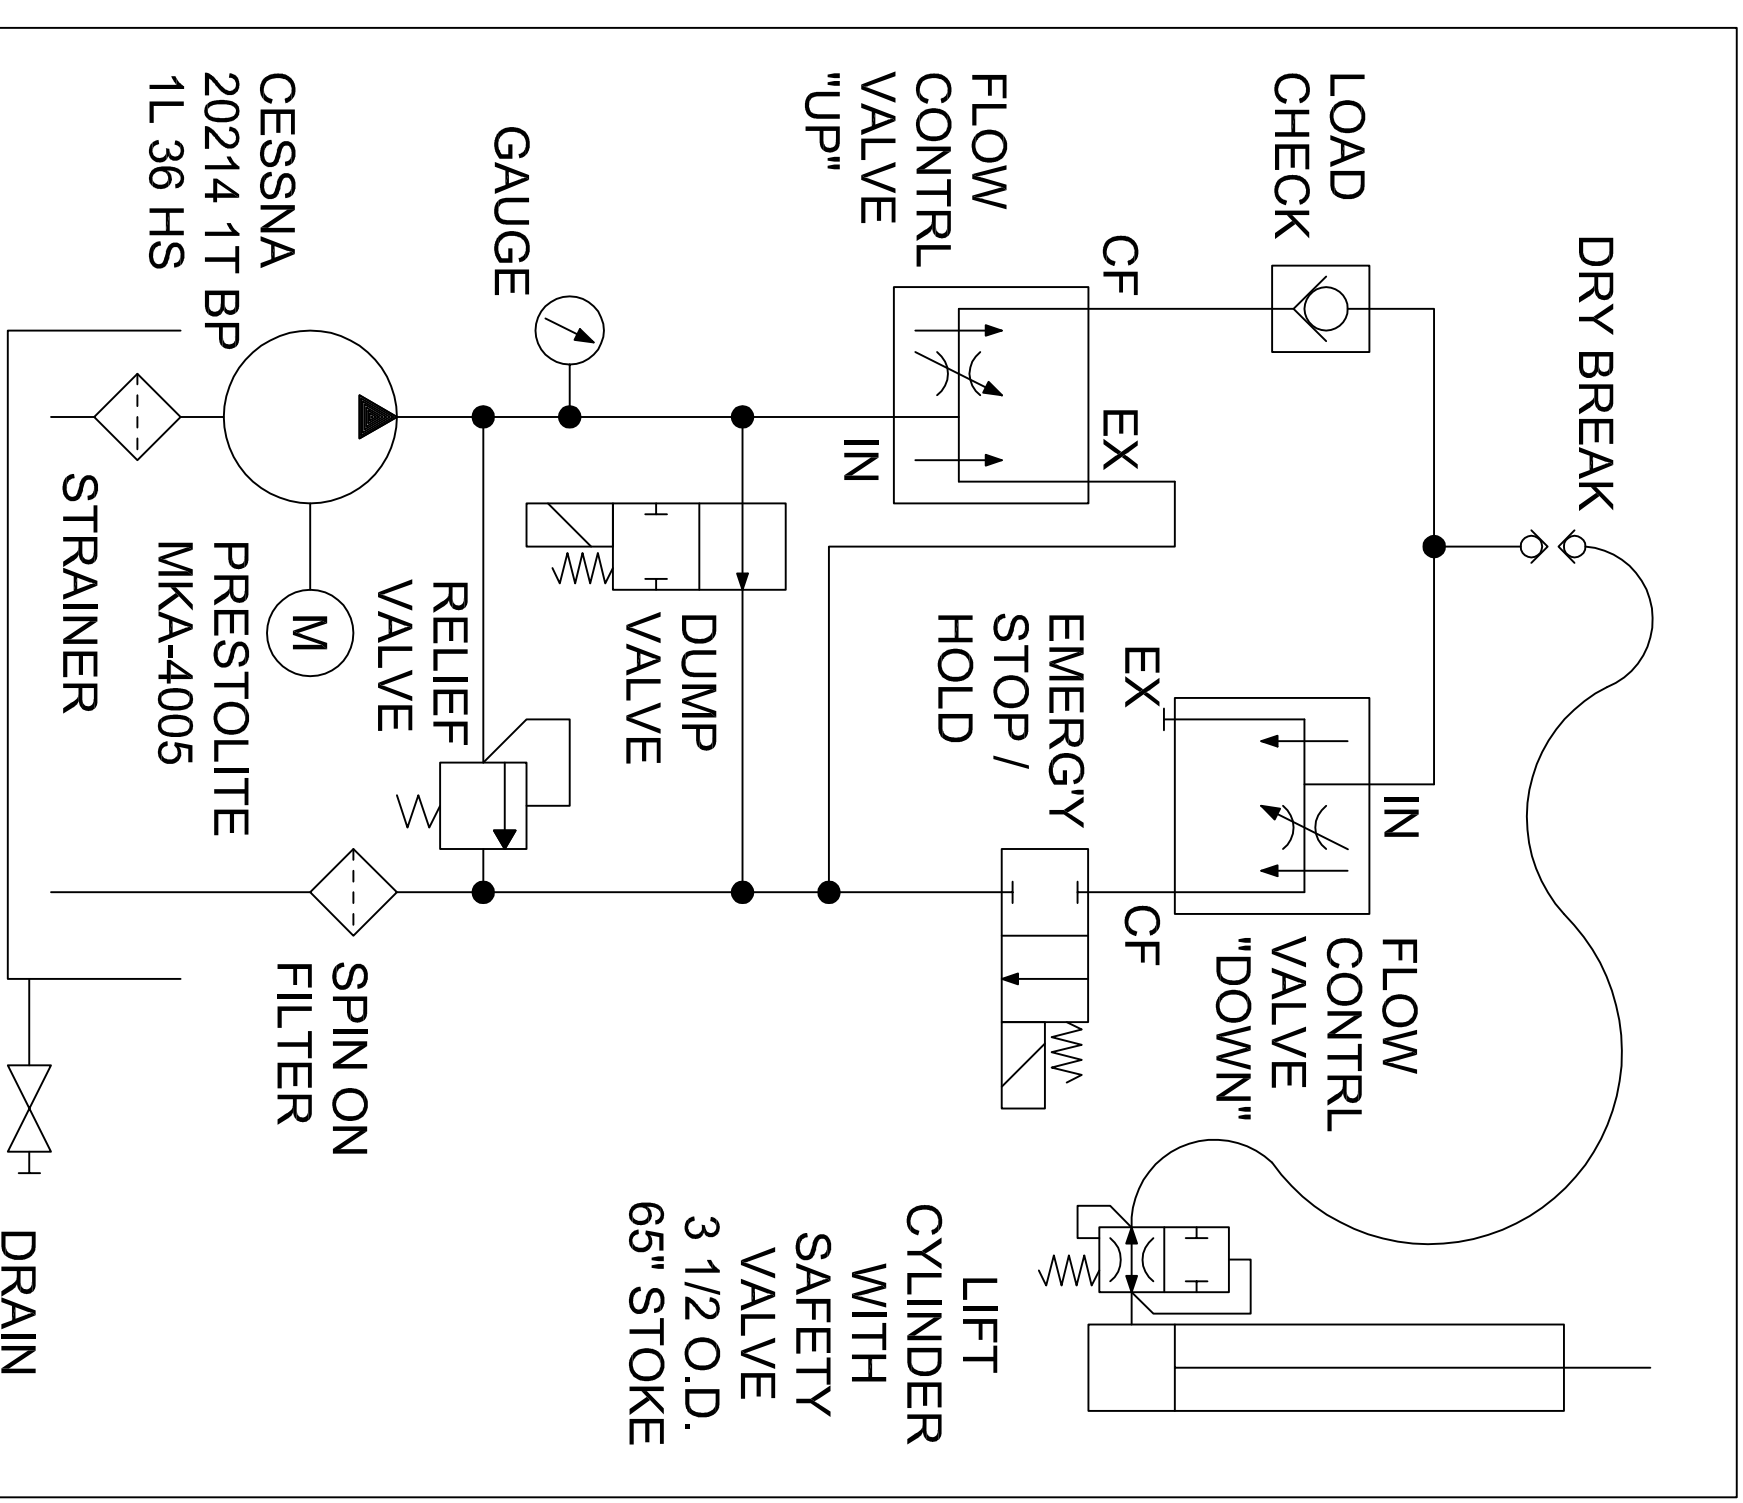 DRY BREAK
LOAD
CHECK
CF
EX
FLOW
CONTRL
VALVE
"UP"
IN
GAUGE
CESSNA
20214 1T BP
1L 36 HS
STRAINER
PRESTOLITE
MKA-4005
M
RELIEF
VALVE
DUMP
VALVE
EMERG'Y
STOP /
HOLD
EX
IN
CF
FLOW
CONTRL
VALVE
"DOWN"
SPIN ON
FILTER
LIFT
CYLINDER
WITH
SAFETY
VALVE
3 1/2 O.D.
65" STOKE
DRAIN